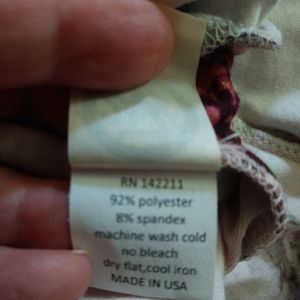 RN 142211
92% polyester
8% spandex
machine wash cold
no bleach
dry flat,cool iron
MADE IN USA